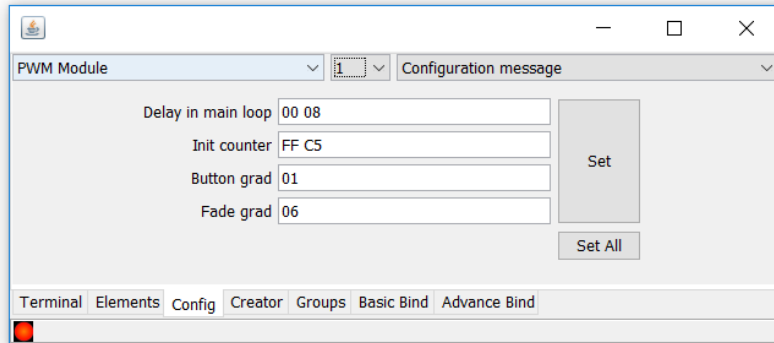 PWM Module 1 Configuration message
Delay in main loop 00 08
Init counter FF C5
Button grad 01
Set
Fade grad 06
Set All
Terminal Elements Config Creator Groups Basic Bind Advance Bind